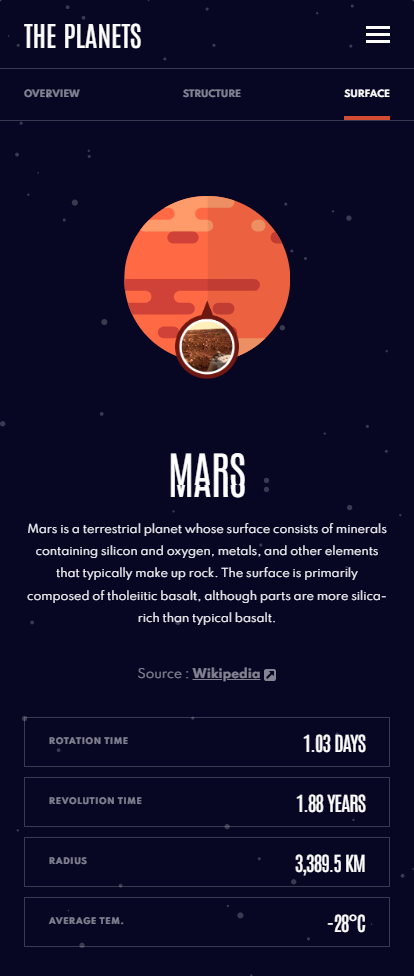 THE PLANETS
OVERVIEW STRUCTURE SURFACE
MARS
Mars is a terrestrial planet whose surface consists of minerals
containing silicon and oxygen, metals, and other elements
that typically make up rock. The surface is primarily
composed of tholeiitic basalt, although parts are more silica-
rich than typical basalt.
Source : Wikipedia
ROTATION TIME 1.03 DAYS
REVOLUTION TIME 1.88 YEARS
RADIUS 3,389.5 KM
AVERAGE TEM. -28°C